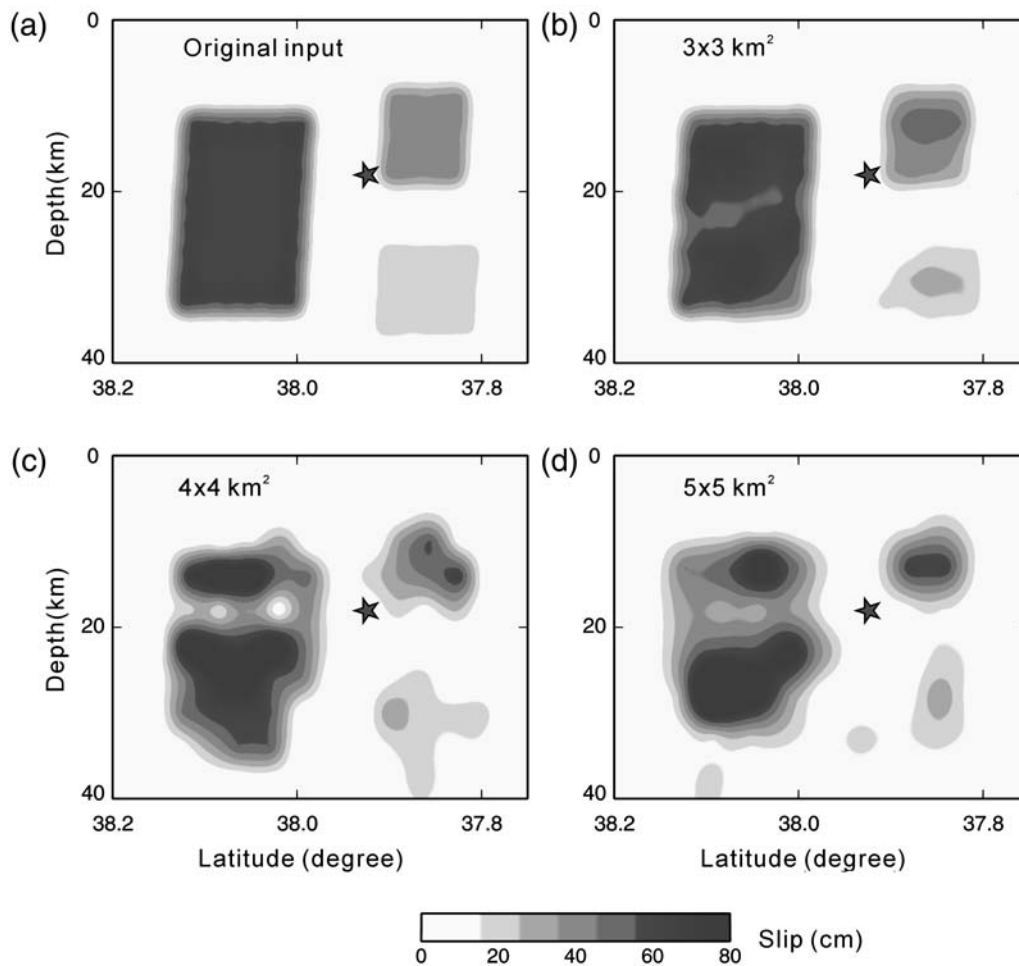 (a)
Original input
0
20
40
Depth(km)
38.2 38.0 37.8
(b)
3x3 km²
0
20
40
38.2 38.0 37.8
(c)
4x4 km²
0
20
40
Depth(km)
38.2 38.0 37.8
Latitude (degree)
(d)
5x5 km²
0
20
40
38.2 38.0 37.8
Latitude (degree)
0 20 40 60 80
Slip (cm)